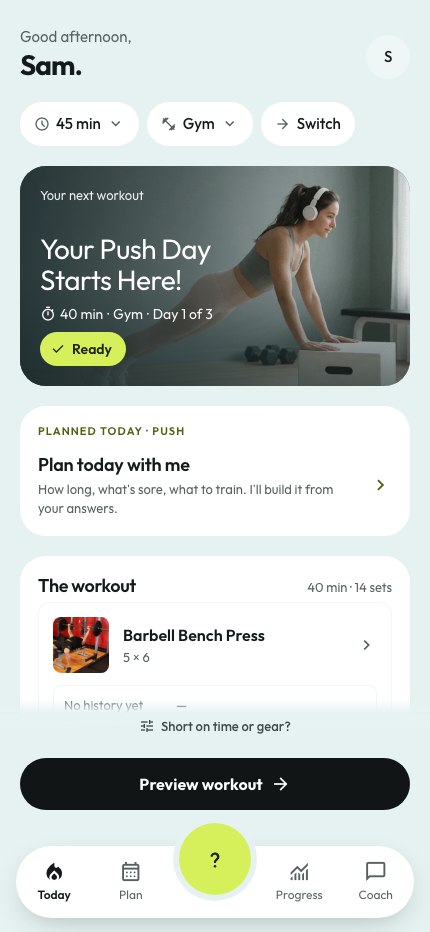 Good afternoon,
Sam.
S
45 min
Gym
Switch
Your next workout
Your Push Day
Starts Here!
40 min · Gym · Day 1 of 3
Ready
PLANNED TODAY · PUSH
Plan today with me
How long, what's sore, what to train. I'll build it from
your answers.
The workout
40 min · 14 sets
Barbell Bench Press
5 × 6
No history yet —
Short on time or gear?
Preview workout
?
Today
Plan
Progress
Coach